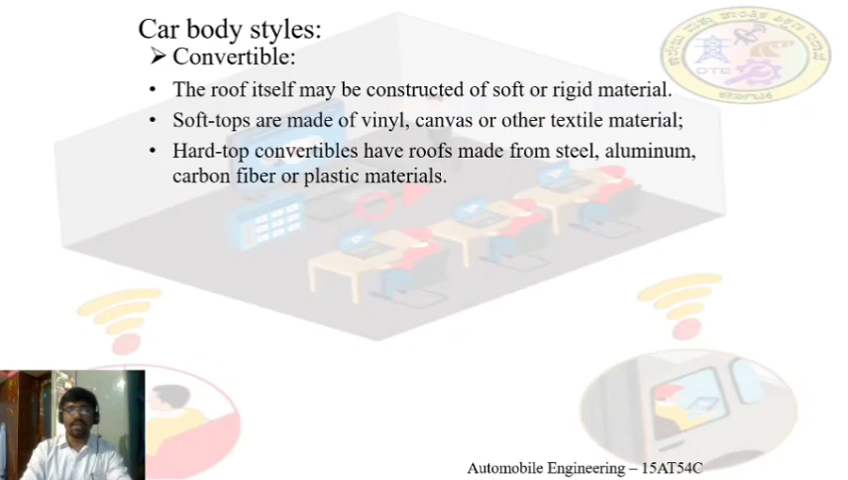 Car body styles:
➢ Convertible:
• The roof itself may be constructed of soft or rigid material.
• Soft-tops are made of vinyl, canvas or other textile material;
• Hard-top convertibles have roofs made from steel, aluminum,
carbon fiber or plastic materials.
DTE
Automobile Engineering – 15AT54C